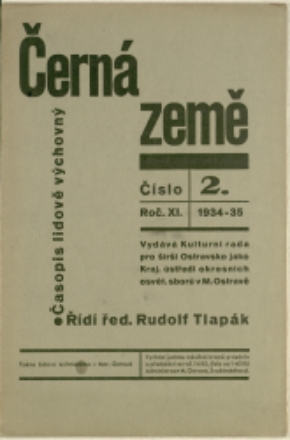 Černá
země
Časopis lidově výchovný
Číslo 2.
Roč. XI. 1934-35
Vydává Kulturní rada
pro širší Ostravsko jako
Kraj. ústředí okresních
osvět. sborů v M. Ostravě
Řídí řed. Rudolf Tlapák